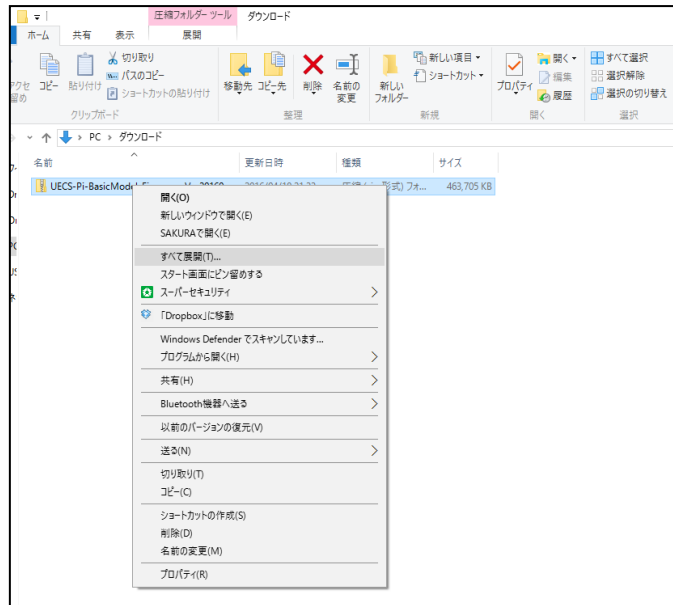 圧縮フォルダー ツール ダウンロード
ホーム 共有 表示 展開
コピー 貼り付け
切り取り
パスのコピー
ショートカットの貼り付け
クリップボード
移動先 コピー先 削除 名前の
変更
整理
新しい
フォルダー
新しい項目
ショートカット
新規
プロパティ
開く
編集
履歴
開く
すべて選択
選択解除
選択の切り替え
選択
PC > ダウンロード
名前 更新日時 種類 サイズ
UECS-Pi-BasicModel 463,705 KB
開く(O)
新しいウィンドウで開く(E)
SAKURAで開く(E)
すべて展開(T)...
スタート画面にピン留めする
スーパーセキュリティ
「Dropbox」に移動
Windows Defender でスキャンしています...
プログラムから開く(H)
共有(H)
Bluetooth機器へ送る
以前のバージョンの復元(V)
送る(N)
切り取り(T)
コピー(C)
ショートカットの作成(S)
削除(D)
名前の変更(M)
プロパティ(R)